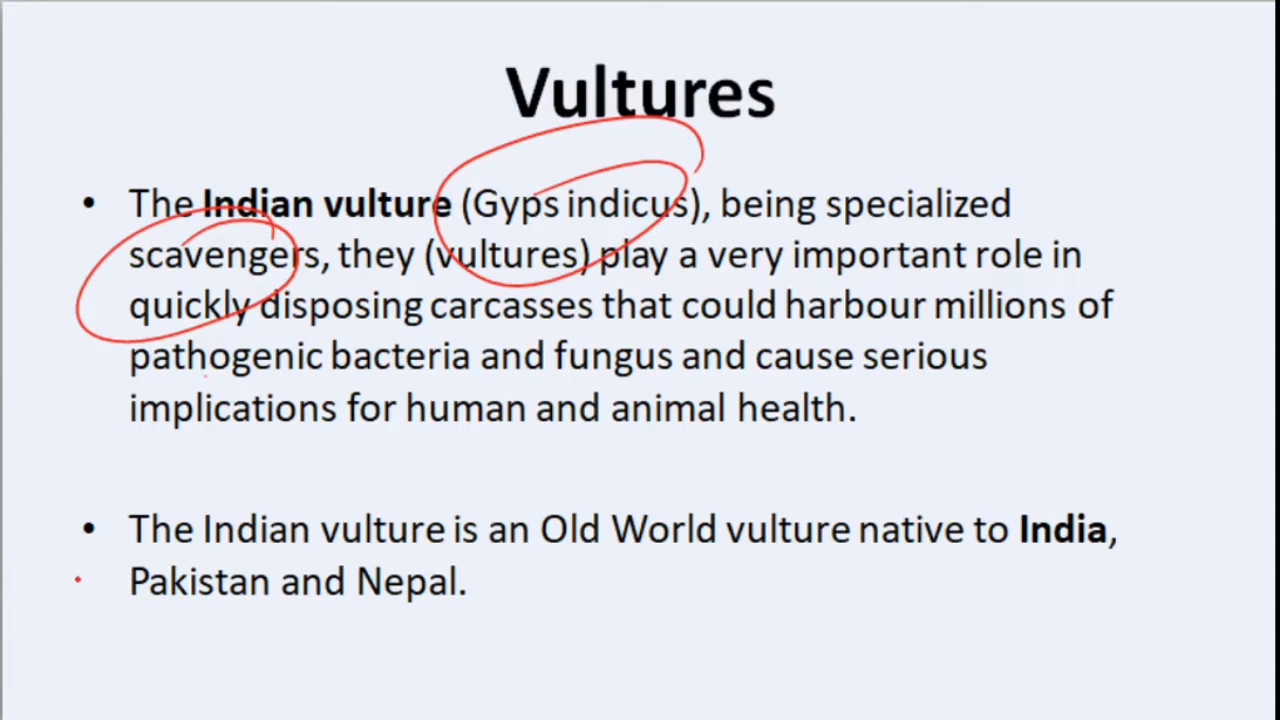 Vultures
• The Indian vulture (Gyps indicus), being specialized
scavengers, they (vultures) play a very important role in
quickly disposing carcasses that could harbour millions of
pathogenic bacteria and fungus and cause serious
implications for human and animal health.
• The Indian vulture is an Old World vulture native to India,
Pakistan and Nepal.